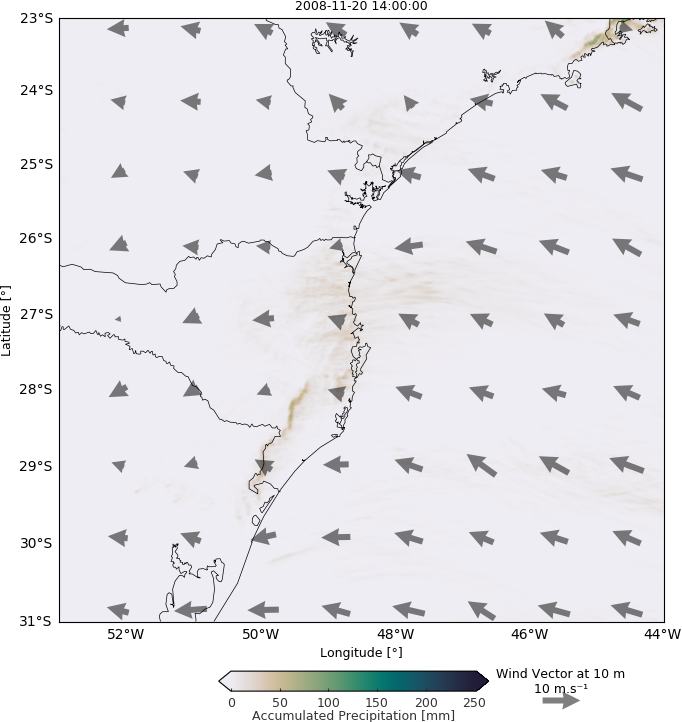 2008-11-20 14:00:00
23°S
24°S
25°S
26°S
27°S
28°S
29°S
30°S
31°S
Latitude [°]
52°W 50°W 48°W 46°W 44°W
Longitude [°]
0 50 100 150 200 250
Accumulated Precipitation [mm]
Wind Vector at 10 m
10 m.s⁻¹